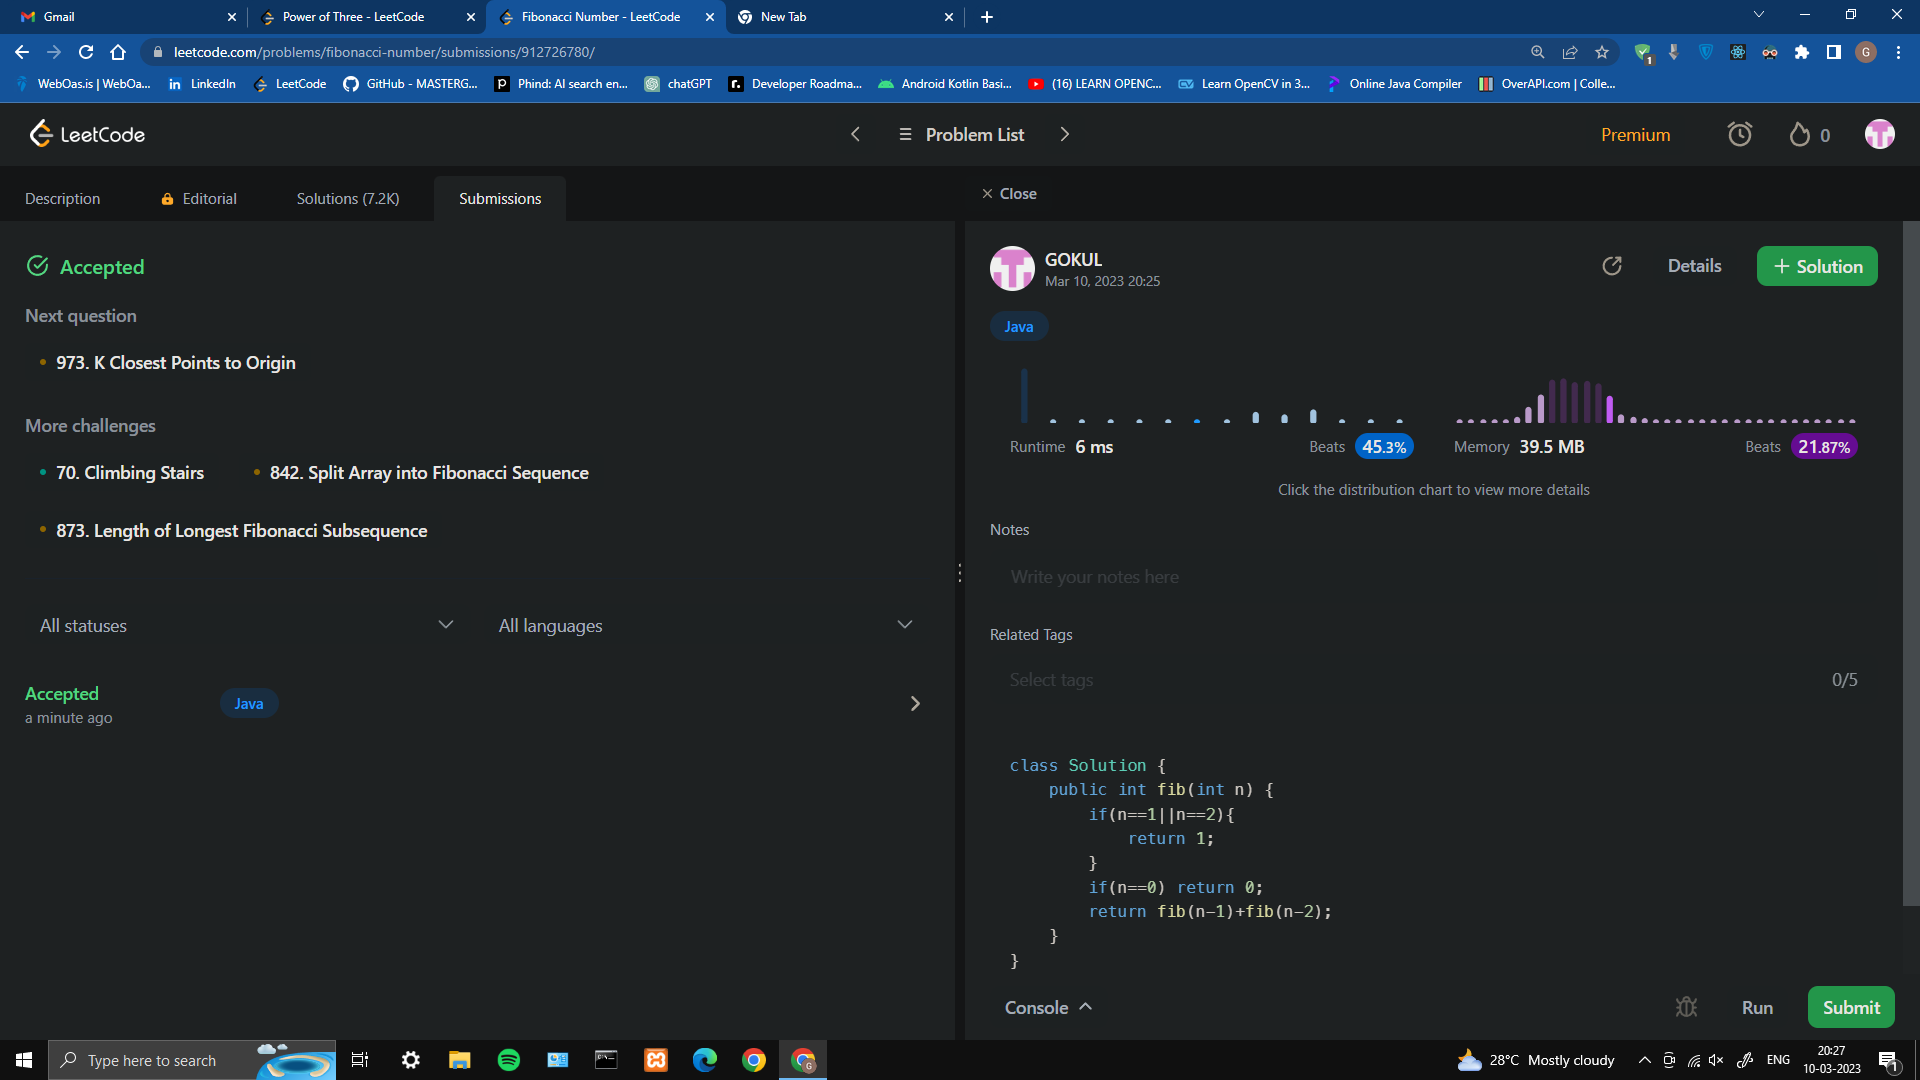 Gmail
Power of Three - LeetCode
Fibonacci Number - LeetCode
New Tab
leetcode.com/problems/fibonacci-number/submissions/912726780/
1
G
WebOas.is | WebOa...
LinkedIn
LeetCode
GitHub - MASTERG...
Phind: AI search en...
chatGPT
Developer Roadma...
Android Kotlin Basi...
(16) LEARN OPENC...
Learn OpenCV in 3...
Online Java Compiler
OverAPI.com | Colle...
LeetCode
Problem List
Premium
0
Description
Editorial
Solutions (7.2K)
Submissions
Close
Accepted
Next question
973. K Closest Points to Origin
More challenges
70. Climbing Stairs
842. Split Array into Fibonacci Sequence
873. Length of Longest Fibonacci Subsequence
All statuses
All languages
Accepted
a minute ago
Java
GOKUL
Mar 10, 2023 20:25
Details
+ Solution
Java
Runtime 6 ms
Beats 45.3%
Memory 39.5 MB
Beats 21.87%
Click the distribution chart to view more details
Notes
Write your notes here
Related Tags
Select tags
0/5
class Solution {
    public int fib(int n) {
        if(n==1||n==2){
            return 1;
        }
        if(n==0) return 0;
        return fib(n-1)+fib(n-2);
    }
}
Console
Run
Submit
Type here to search
28°C Mostly cloudy
ENG
20:27
10-03-2023
1